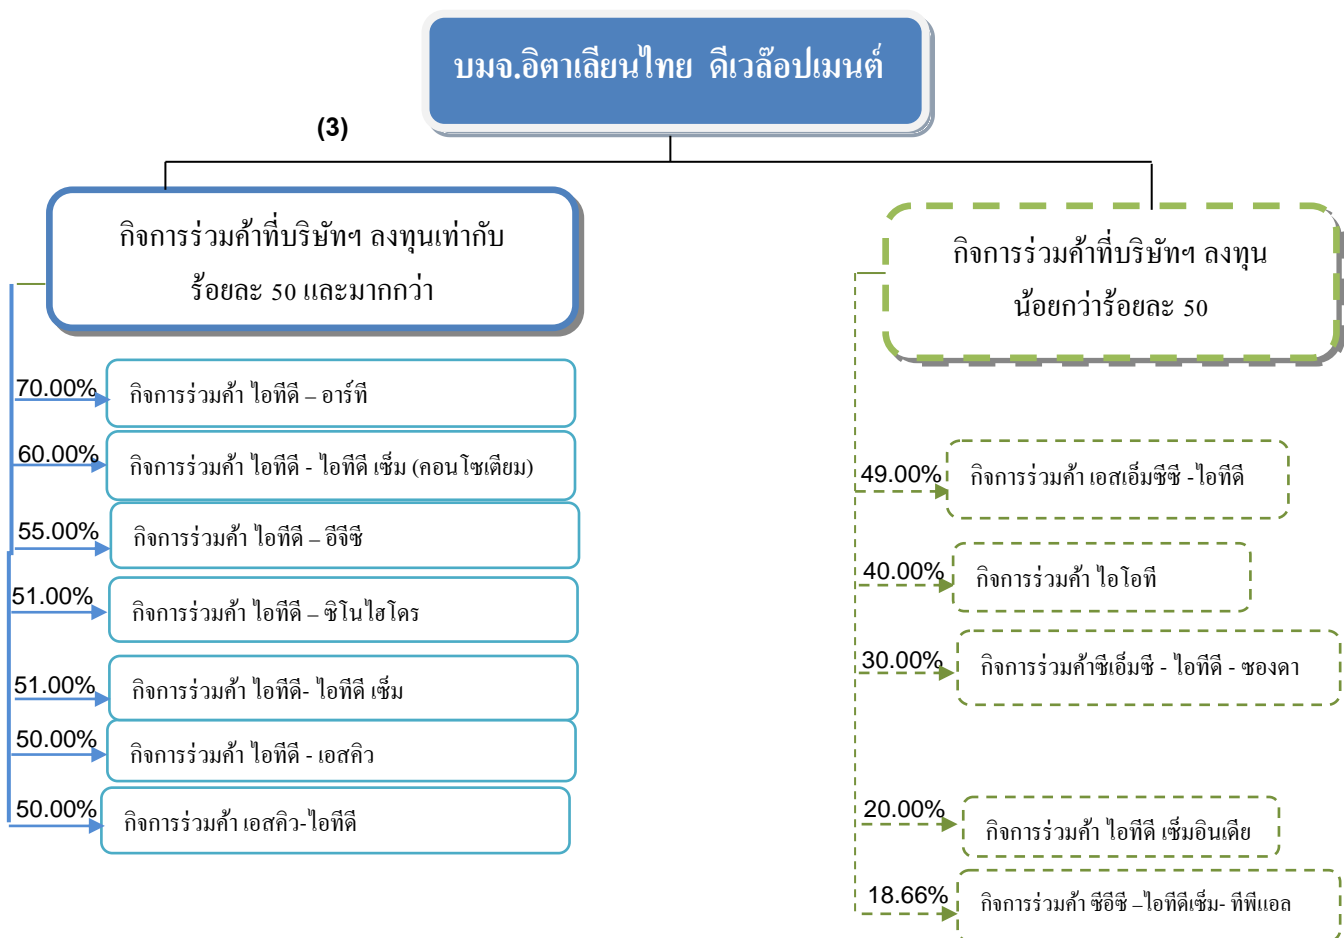 บมจ.อิตาเลียนไทย ดีเวล๊อปเมนต์
(3)
กิจการร่วมค้าที่บริษัทฯ ลงทุนเท่ากับ
ร้อยละ 50 และมากกว่า
70.00%
กิจการร่วมค้า ไอทีดี – อาร์ที
60.00%
กิจการร่วมค้า ไอทีดี - ไอทีดี เซ็ม (คอนโซเตียม)
55.00%
กิจการร่วมค้า ไอทีดี – อีจีซี
51.00%
กิจการร่วมค้า ไอทีดี – ซิโนไฮโดร
51.00%
กิจการร่วมค้า ไอทีดี- ไอทีดี เซ็ม
50.00%
กิจการร่วมค้า ไอทีดี - เอสคิว
50.00%
กิจการร่วมค้า เอสคิว-ไอทีดี
กิจการร่วมค้าที่บริษัทฯ ลงทุน
น้อยกว่าร้อยละ 50
49.00%
กิจการร่วมค้า เอสเอ็มซีซี -ไอทีดี
40.00%
กิจการร่วมค้า ไอโอที
30.00%
กิจการร่วมค้าซีเอ็มซี - ไอทีดี - ซองดา
20.00%
กิจการร่วมค้า ไอทีดี เซ็มอินเดีย
18.66%
กิจการร่วมค้า ซีอีซี –ไอทีดีเซ็ม- ทีพีแอล